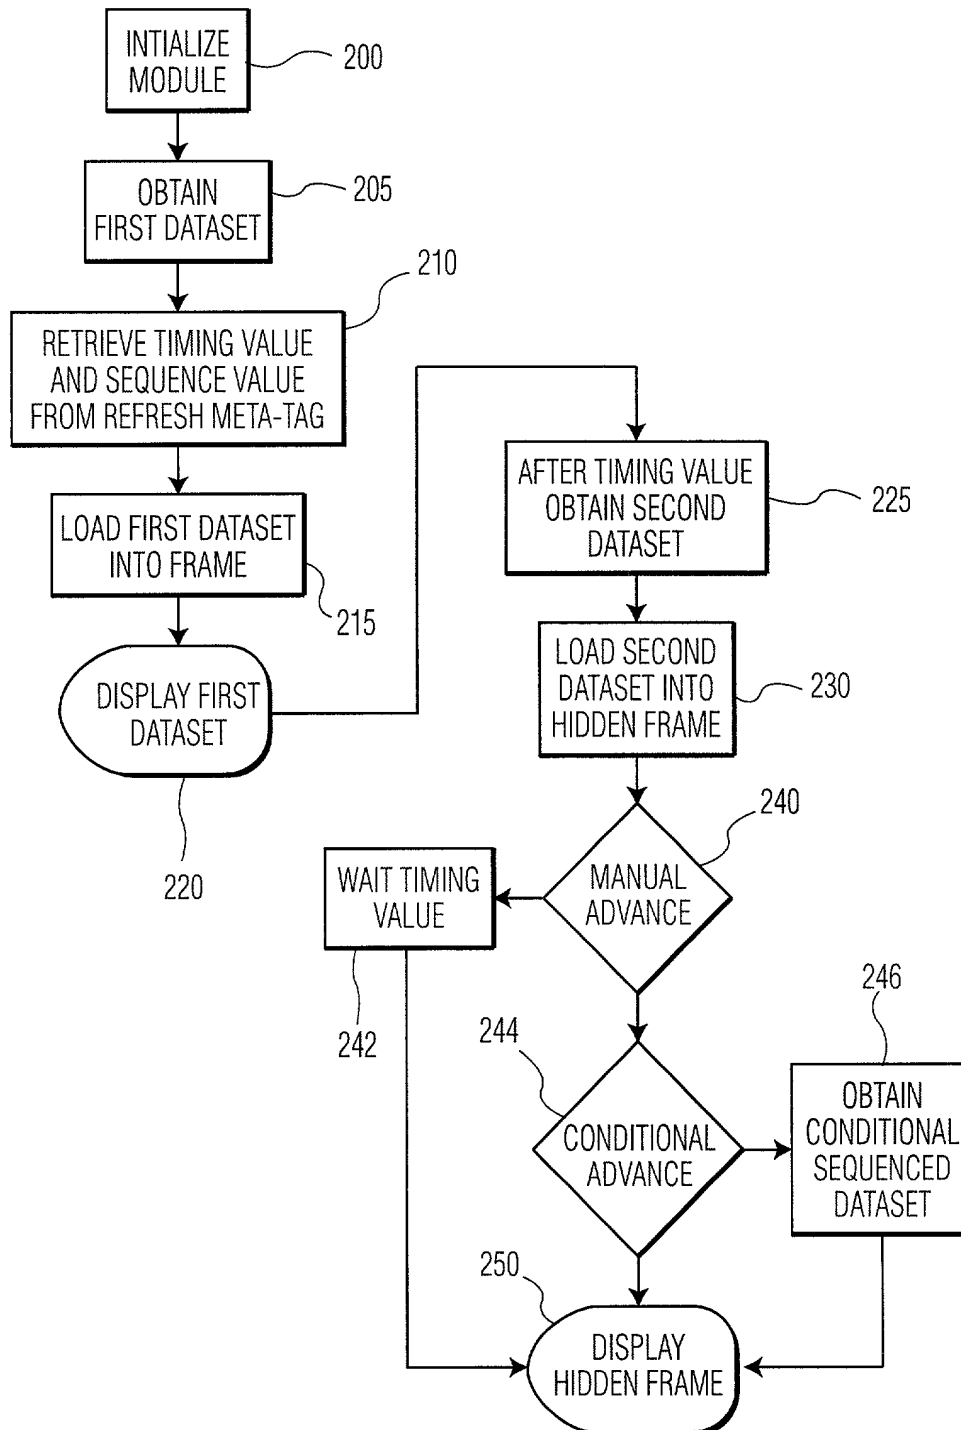 INTIALIZE
MODULE
200
OBTAIN
FIRST DATASET
205
210
RETRIEVE TIMING VALUE
AND SEQUENCE VALUE
FROM REFRESH META-TAG
LOAD FIRST DATASET
INTO FRAME
215
DISPLAY FIRST
DATASET
220
AFTER TIMING VALUE
OBTAIN SECOND
DATASET
225
LOAD SECOND
DATASET INTO
HIDDEN FRAME
230
240
MANUAL
ADVANCE
WAIT TIMING
VALUE
242
244
CONDITIONAL
ADVANCE
246
OBTAIN
CONDITIONAL
SEQUENCED
DATASET
250
DISPLAY
HIDDEN FRAME